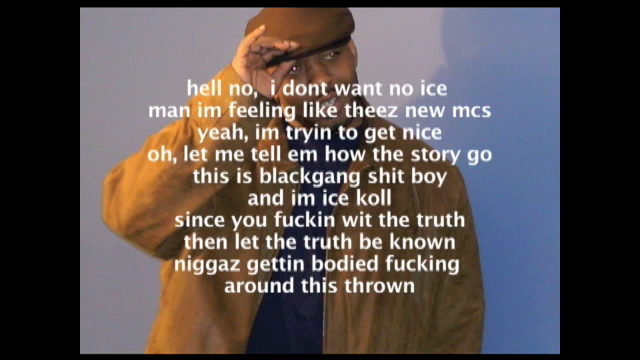 hell no,  i dont want no ice
man im feeling like theez new mcs
yeah, im tryin to get nice
oh, let me tell em how the story go
this is blackgang shit boy
and im ice koll
since you fuckin wit the truth
then let the truth be known
niggaz gettin bodied fucking
around this thrown